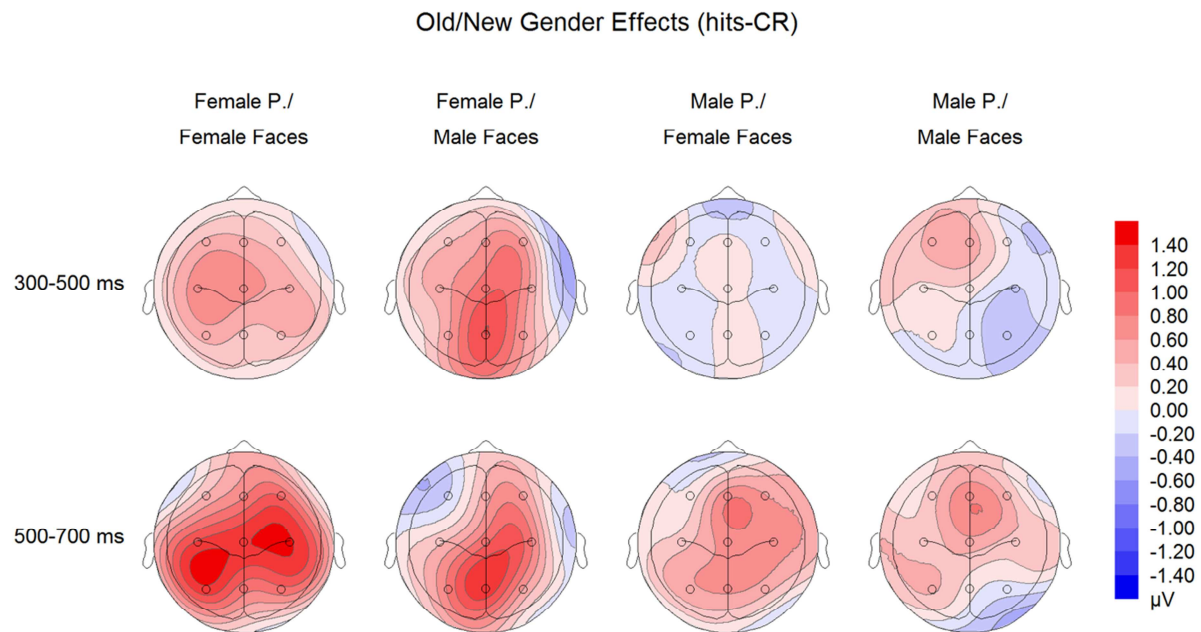 Old/New Gender Effects (hits-CR)
Female P./ Female P./ Male P./ Male P./
Female Faces Male Faces Female Faces Male Faces
300-500 ms
500-700 ms
1.40
1.20
1.00
0.80
0.60
0.40
0.20
0.00
-0.20
-0.40
-0.60
-0.80
-1.00
-1.20
-1.40
µV